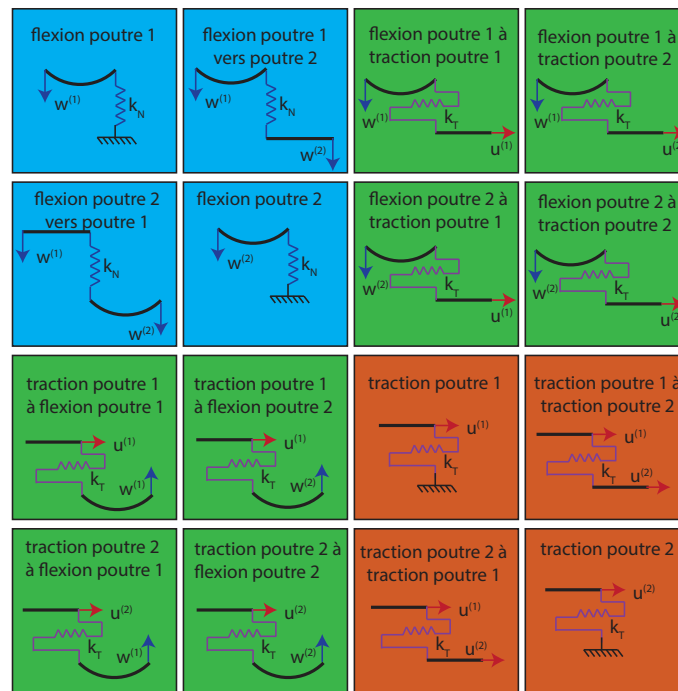 flexion poutre 1
w(1)
kN
flexion poutre 1
vers poutre 2
w(1)
kN
w(2)
flexion poutre 1 à
traction poutre 1
w(1)
kT
u(1)
flexion poutre 1 à
traction poutre 2
w(1)
kT
u(2)
flexion poutre 2
vers poutre 1
w(1)
kN
w(2)
flexion poutre 2
w(2)
kN
flexion poutre 2 à
traction poutre 1
w(2)
kT
u(1)
flexion poutre 2 à
traction poutre 2
w(2)
kT
u(2)
traction poutre 1
à flexion poutre 1
u(1)
kT
w(1)
traction poutre 1
à flexion poutre 2
u(1)
kT
w(2)
traction poutre 1
u(1)
kT
traction poutre 1 à
traction poutre 2
u(1)
kT
u(2)
traction poutre 2
à flexion poutre 1
u(2)
kT
w(1)
traction poutre 2 à
flexion poutre 2
u(2)
kT
w(2)
traction poutre 2 à
traction poutre 1
u(1)
kT
u(2)
traction poutre 2
u(2)
kT